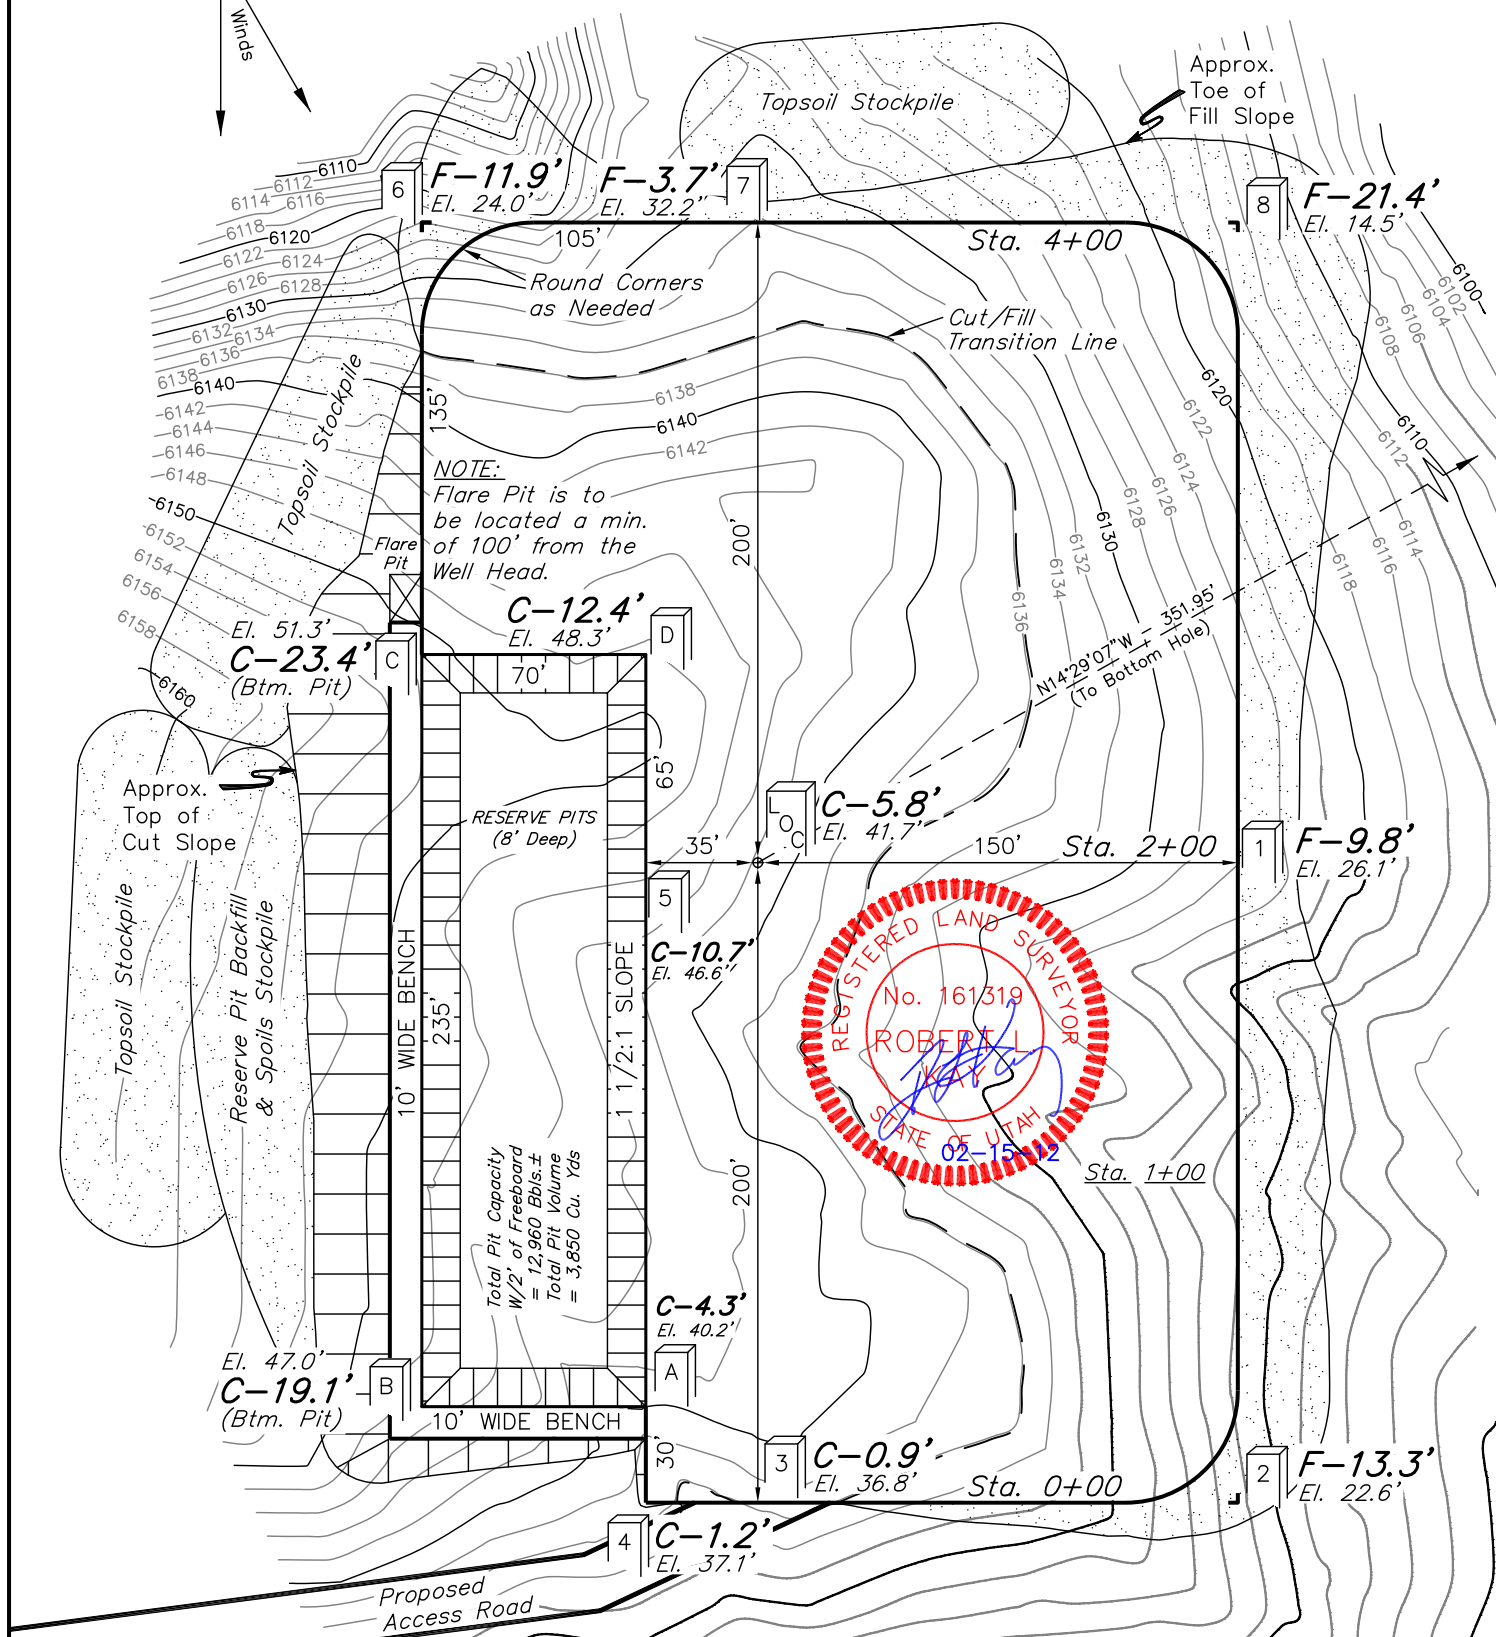 Winds
Approx.
Toe of
Fill Slope
Topsoil Stockpile
6110
6112
6114
6116
6118
6120
6122
6124
6126
6128
6130
6132
6134
6136
6138
6140
6142
6144
6146
6148
6150
6152
6154
6156
6158
6160
6
F-11.9'
El. 24.0'
F-3.7'
El. 32.2'
7
8
F-21.4'
El. 14.5'
105'
Sta. 4+00
Round Corners
as Needed
Cut/Fill
Transition Line
6100
6102
6104
6106
6108
6110
6112
6114
6116
6118
6120
6122
6124
6126
6128
6130
6132
6134
6136
6138
6140
6142
Topsoil Stockpile
135'
NOTE:
Flare Pit is to
be located a min.
of 100' from the
Well Head.
Flare
Pit
200'
N14°29'07"W - 351.95'
(To Bottom Hole)
El. 51.3'
C-23.4'
(Btm. Pit)
C
C-12.4'
El. 48.3'
D
70'
65'
RESERVE PITS
(8' Deep)
LOC
C-5.8'
El. 41.7'
35'
150'
Sta. 2+00
1
F-9.8'
El. 26.1'
5
C-10.7'
El. 46.6'
Approx.
Top of
Cut Slope
Topsoil Stockpile
Reserve Pit Backfill
& Spoils Stockpile
10' WIDE BENCH
235'
1 1/2:1 SLOPE
REGISTERED LAND SURVEYOR
No. 161319
ROBERT L.
KAY
STATE OF UTAH
02-15-12
Sta. 1+00
200'
Total Pit Capacity
W/2' of Freeboard
= 12,960 Bbls.±
Total Pit Volume
= 3,850 Cu. Yds
C-4.3'
El. 40.2'
A
El. 47.0'
C-19.1'
(Btm. Pit)
B
10' WIDE BENCH
30'
3
C-0.9'
El. 36.8'
Sta. 0+00
2
F-13.3'
El. 22.6'
4
C-1.2'
El. 37.1'
Proposed
Access Road